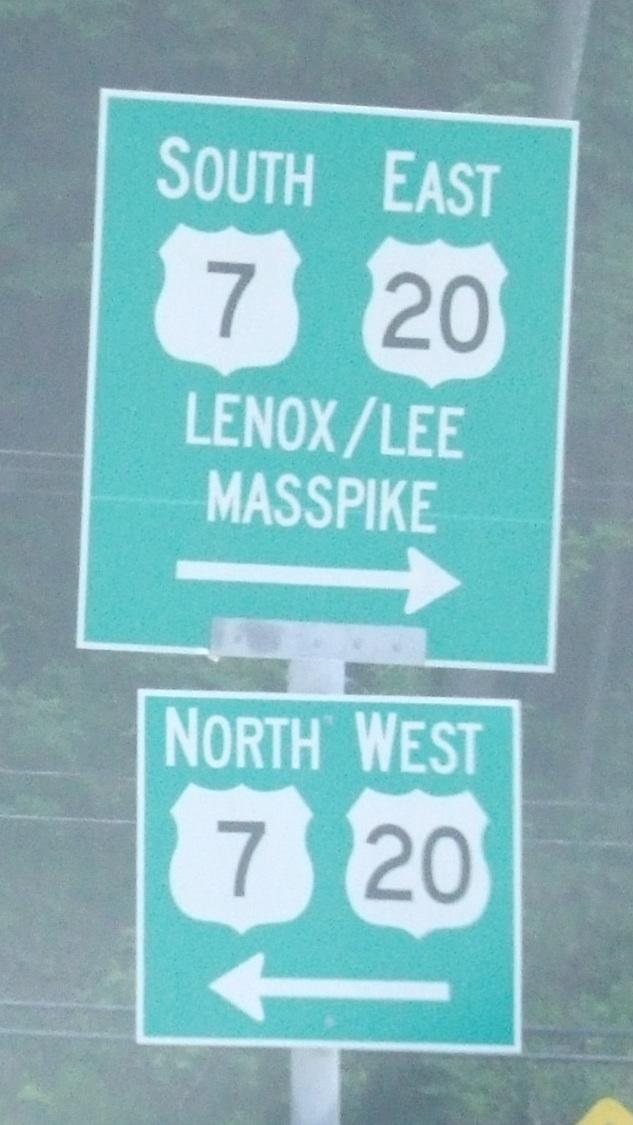 SOUTH EAST
7 20
LENOX/LEE
MASSPIKE
NORTH WEST
7 20